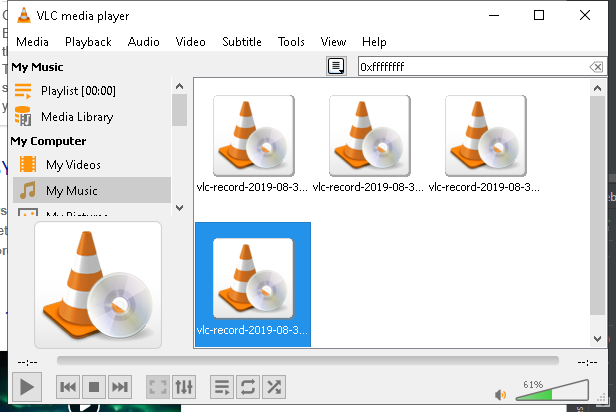 VLC media player
Media Playback Audio Video Subtitle Tools View Help
My Music
0xffffffff
Playlist [00:00]
Media Library
My Computer
My Videos
My Music
My Pictures
vlc-record-2019-08-3... vlc-record-2019-08-3... vlc-record-2019-08-3...
vlc-record-2019-08-3...
--:--
--:--
61%